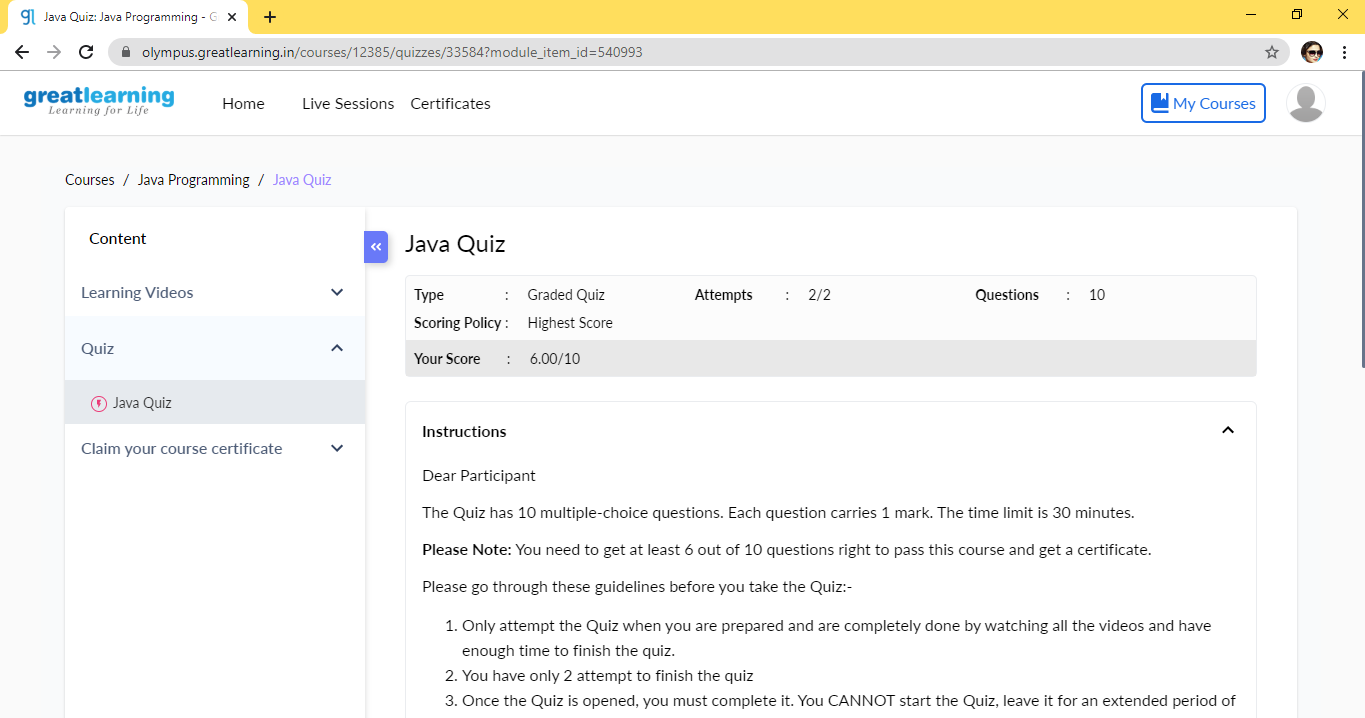 gl Java Quiz: Java Programming - G
olympus.greatlearning.in/courses/12385/quizzes/33584?module_item_id=540993
greatlearning
Learning for Life
Home Live Sessions Certificates My Courses
Courses / Java Programming / Java Quiz
Content
Learning Videos
Quiz
Java Quiz
Claim your course certificate
Java Quiz
Type : Graded Quiz Attempts : 2/2 Questions : 10
Scoring Policy : Highest Score
Your Score : 6.00/10
Instructions
Dear Participant
The Quiz has 10 multiple-choice questions. Each question carries 1 mark. The time limit is 30 minutes.
Please Note: You need to get at least 6 out of 10 questions right to pass this course and get a certificate.
Please go through these guidelines before you take the Quiz:-
1. Only attempt the Quiz when you are prepared and are completely done by watching all the videos and have
enough time to finish the quiz.
2. You have only 2 attempt to finish the quiz
3. Once the Quiz is opened, you must complete it. You CANNOT start the Quiz, leave it for an extended period of